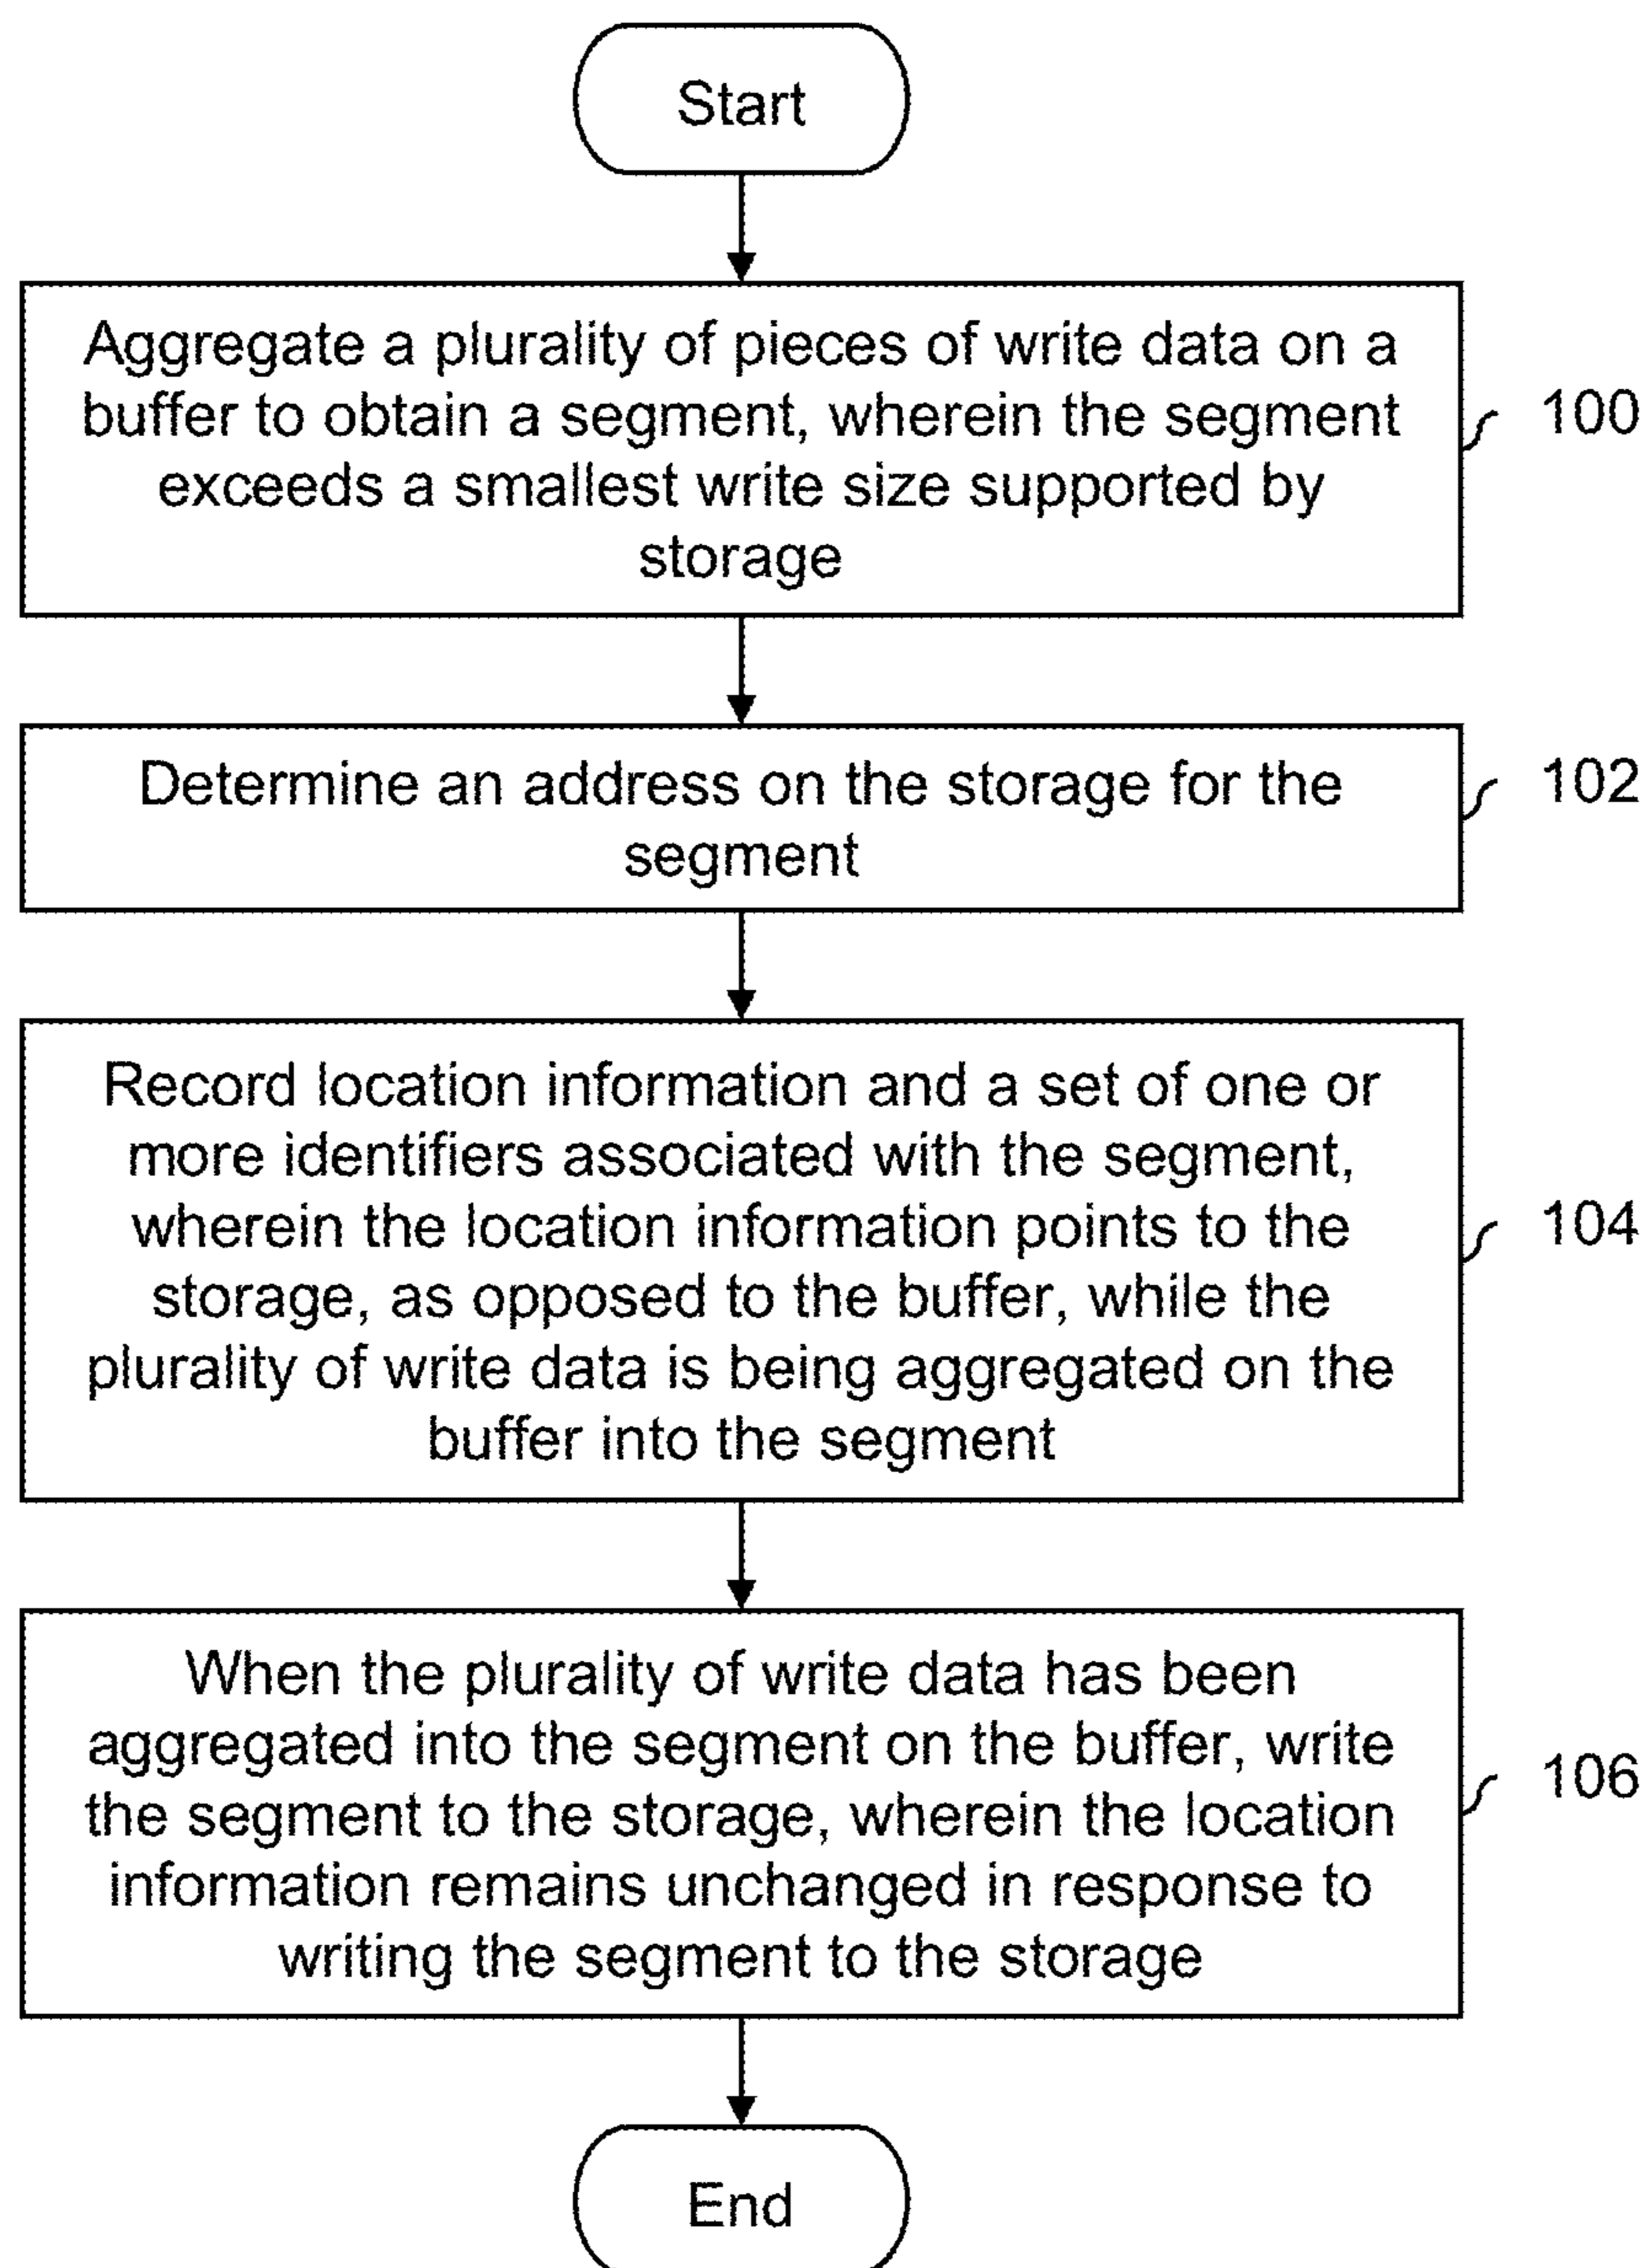 Start
Aggregate a plurality of pieces of write data on a
buffer to obtain a segment, wherein the segment
exceeds a smallest write size supported by
storage
100
Determine an address on the storage for the
segment
102
Record location information and a set of one or
more identifiers associated with the segment,
wherein the location information points to the
storage, as opposed to the buffer, while the
plurality of write data is being aggregated on the
buffer into the segment
104
When the plurality of write data has been
aggregated into the segment on the buffer, write
the segment to the storage, wherein the location
information remains unchanged in response to
writing the segment to the storage
106
End